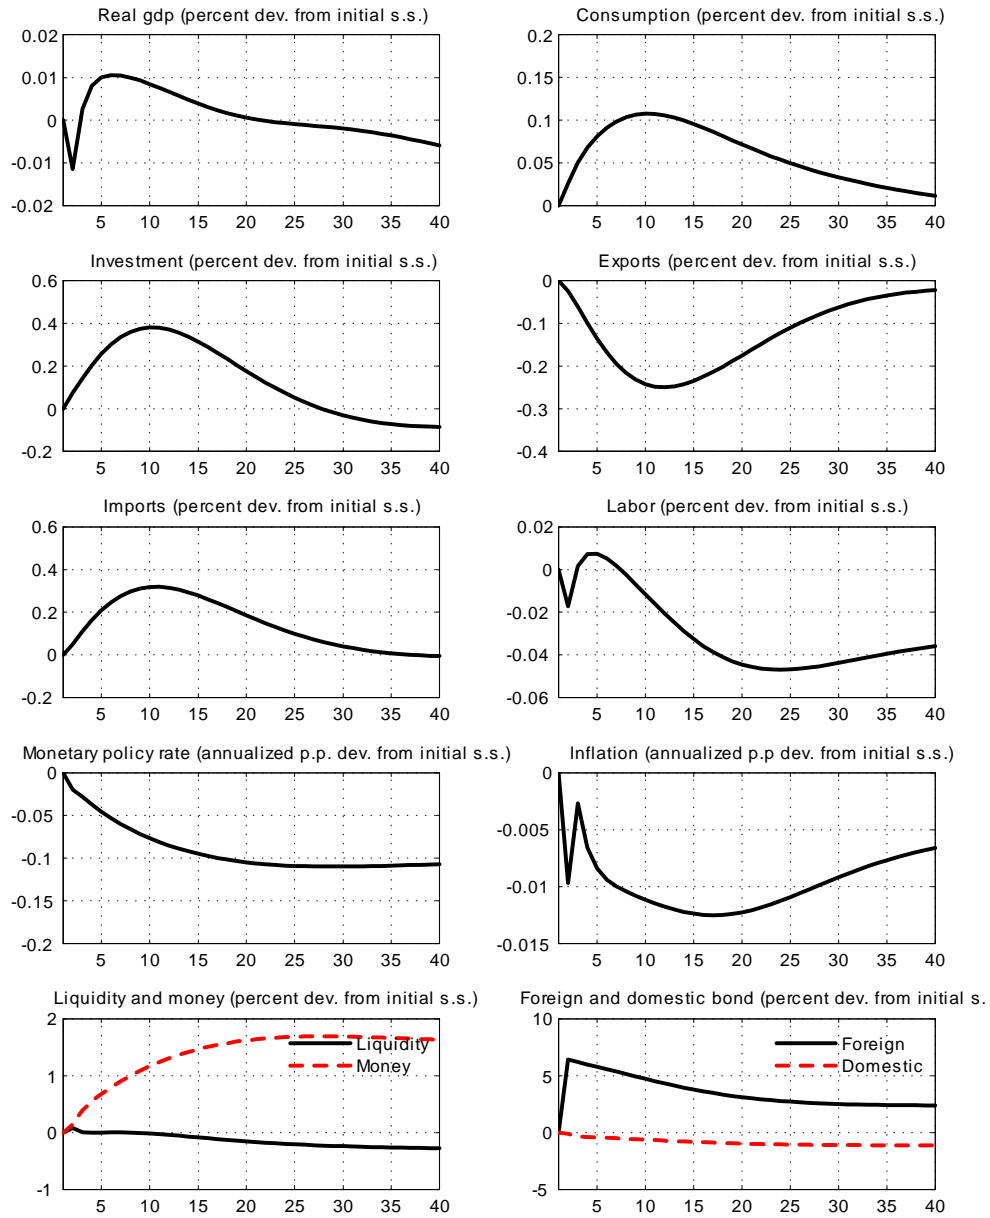 Real gdp (percent dev. from initial s.s.)
0.02
0.01
0
-0.01
-0.02
5 10 15 20 25 30 35 40
Consumption (percent dev. from initial s.s.)
0.2
0.15
0.1
0.05
0
5 10 15 20 25 30 35 40
Investment (percent dev. from initial s.s.)
0.6
0.4
0.2
0
-0.2
5 10 15 20 25 30 35 40
Exports (percent dev. from initial s.s.)
0
-0.1
-0.2
-0.3
-0.4
5 10 15 20 25 30 35 40
Imports (percent dev. from initial s.s.)
0.6
0.4
0.2
0
-0.2
5 10 15 20 25 30 35 40
Labor (percent dev. from initial s.s.)
0.02
0
-0.02
-0.04
-0.06
5 10 15 20 25 30 35 40
Monetary policy rate (annualized p.p. dev. from initial s.s.)
0
-0.05
-0.1
-0.15
-0.2
5 10 15 20 25 30 35 40
Inflation (annualized p.p dev. from initial s.s.)
0
-0.005
-0.01
-0.015
5 10 15 20 25 30 35 40
Liquidity and money (percent dev. from initial s.s.)
2
1
0
-1
Liquidity
Money
5 10 15 20 25 30 35 40
Foreign and domestic bond (percent dev. from initial s.
10
5
0
-5
Foreign
Domestic
5 10 15 20 25 30 35 40